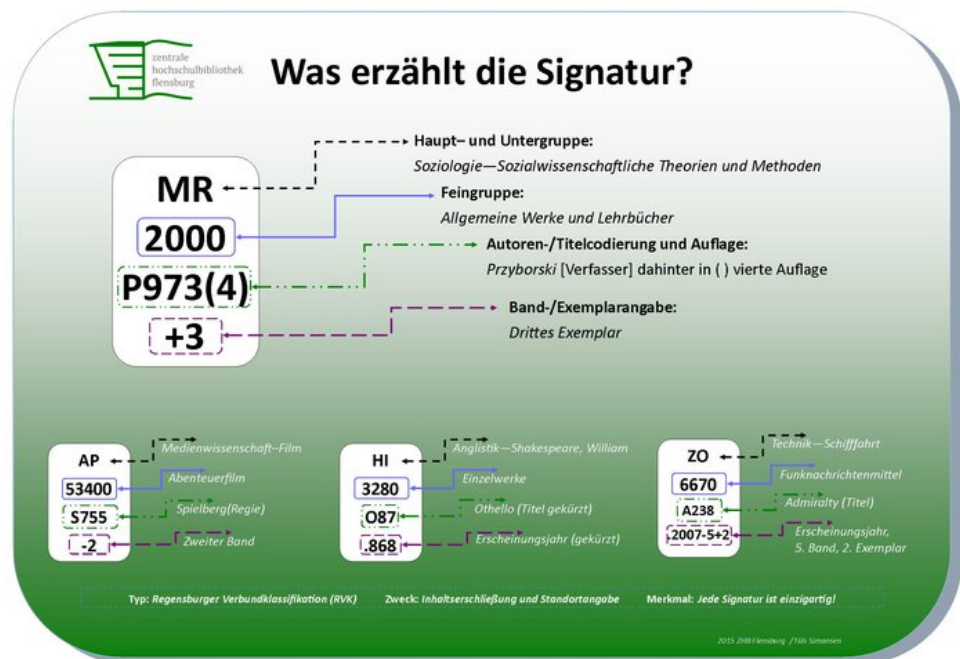 zentrale
hochschulbibliothek
flensburg
Was erzählt die Signatur?
MR
2000
P973(4)
+3
Haupt– und Untergruppe:
Soziologie—Sozialwissenschaftliche Theorien und Methoden
Feingruppe:
Allgemeine Werke und Lehrbücher
Autoren-/Titelcodierung und Auflage:
Przyborski [Verfasser] dahinter in ( ) vierte Auflage
Band-/Exemplarangabe:
Drittes Exemplar
AP
53400
S755
-2
Medienwissenschaft–Film
Abenteuerfilm
Spielberg(Regie)
Zweiter Band
HI
3280
O87
.868
Anglistik—Shakespeare, William
Einzelwerke
Othello (Titel gekürzt)
Erscheinungsjahr (gekürzt)
ZO
6670
A238
.2007-5+2
Technik—Schifffahrt
Funknachrichtenmittel
Admiralty (Titel)
Erscheinungsjahr,
5. Band, 2. Exemplar
Typ: Regensburger Verbundklassifikation (RVK) Zweck: Inhaltserschließung und Standortangabe Merkmal: Jede Signatur ist einzigartig!
2015 ZHB Flensburg / Nils Simonsen